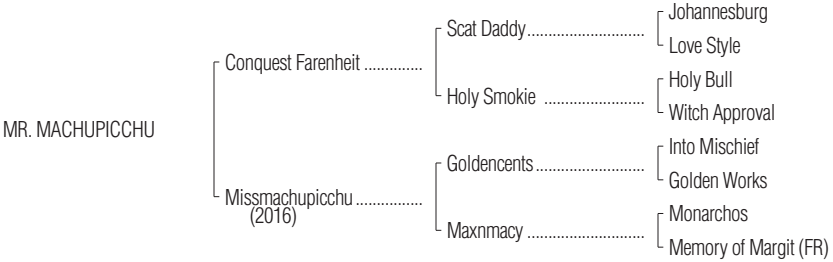 Johannesburg
Scat Daddy..............................
Love Style
Conquest Farenheit ..............
Holy Bull
Holy Smokie ..........................
Witch Approval
MR. MACHUPICCHU
Into Mischief
Goldencents............................
Golden Works
Missmachupicchu ................
(2016)
Monarchos
Maxnmacy ..............................
Memory of Margit (FR)